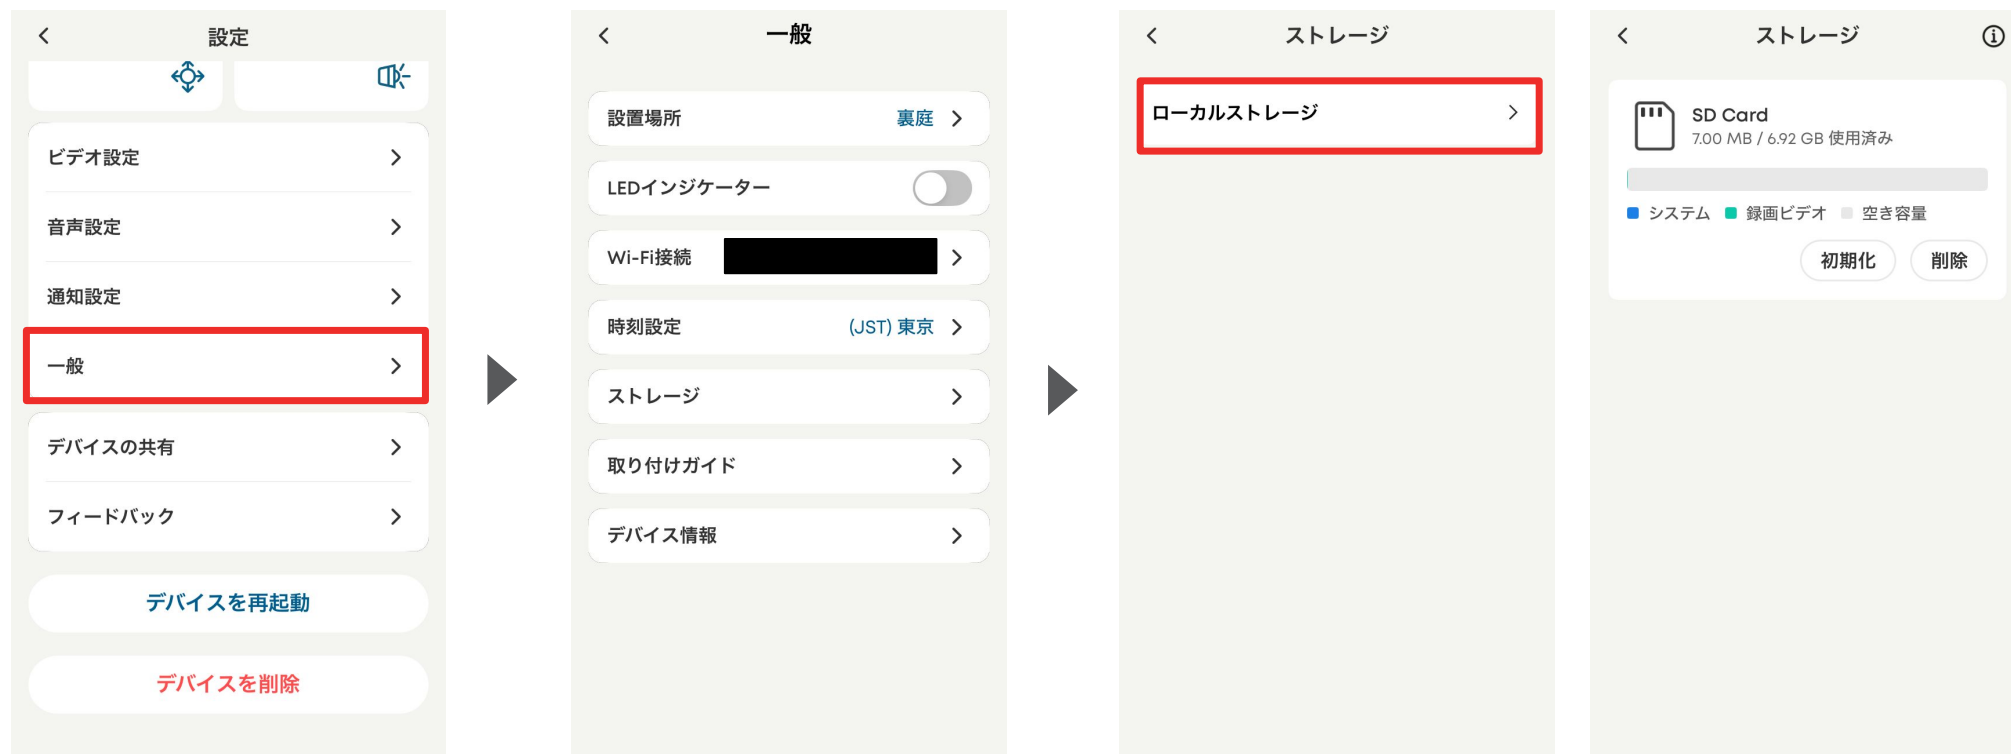 設定
ビデオ設定
音声設定
通知設定
一般
デバイスの共有
フィードバック
デバイスを再起動
デバイスを削除
一般
設置場所 裏庭
LEDインジケーター
Wi-Fi接続
時刻設定 (JST) 東京
ストレージ
取り付けガイド
デバイス情報
ストレージ
ローカルストレージ
ストレージ
SD Card
7.00 MB / 6.92 GB 使用済み
システム 録画ビデオ 空き容量
初期化 削除